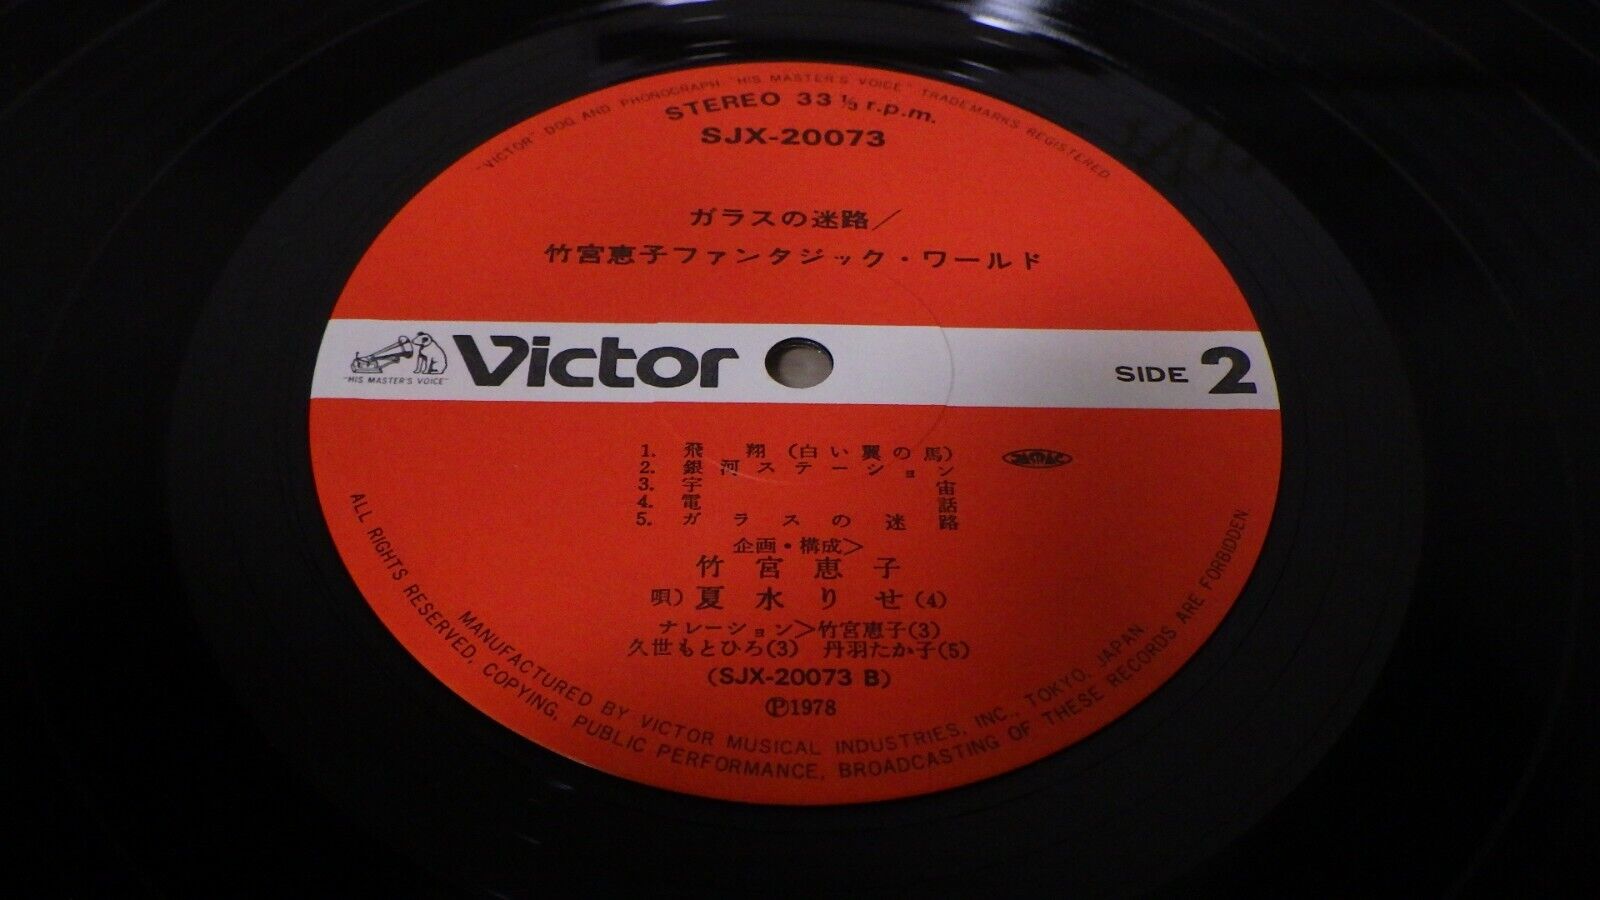 "VICTOR" DOG AND PHONOGRAPH "HIS MASTER'S VOICE" TRADEMARKS REGISTERED
STEREO 33 1/3 r.p.m.
SJX-20073
ガラスの迷路/
竹宮恵子ファンタジック・ワールド
"HIS MASTER'S VOICE"
Victor
SIDE 2
1. 飛翔(白い翼の馬)
2. 銀河ステーション
3. 宇宙
4. 電話
5. ガラスの迷路
JASRAC
企画・構成>
竹宮恵子
唄)夏水りせ(4)
ナレーション>竹宮恵子(3)
久世もとひろ(3) 丹羽たか子(5)
(SJX-20073 B)
Ⓟ1978
MANUFACTURED BY VICTOR MUSICAL INDUSTRIES, INC., TOKYO, JAPAN
ALL RIGHTS RESERVED, COPYING, PUBLIC PERFORMANCE, BROADCASTING OF THESE RECORDS ARE FORBIDDEN.